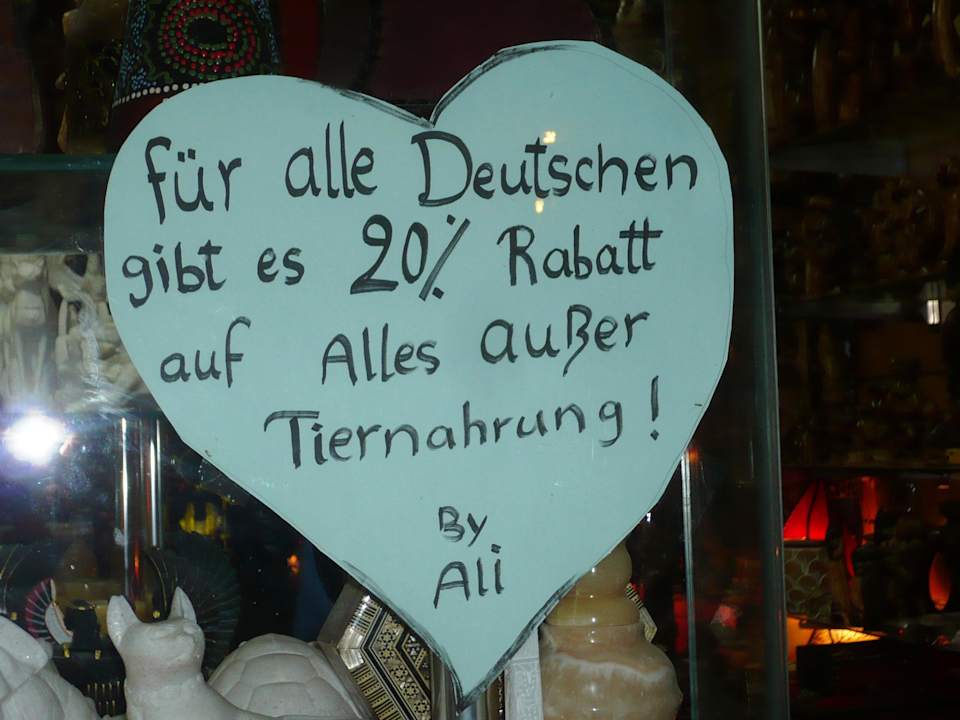 für alle Deutschen
gibt es 20% Rabatt
auf Alles außer
Tiernahrung!
By
Ali